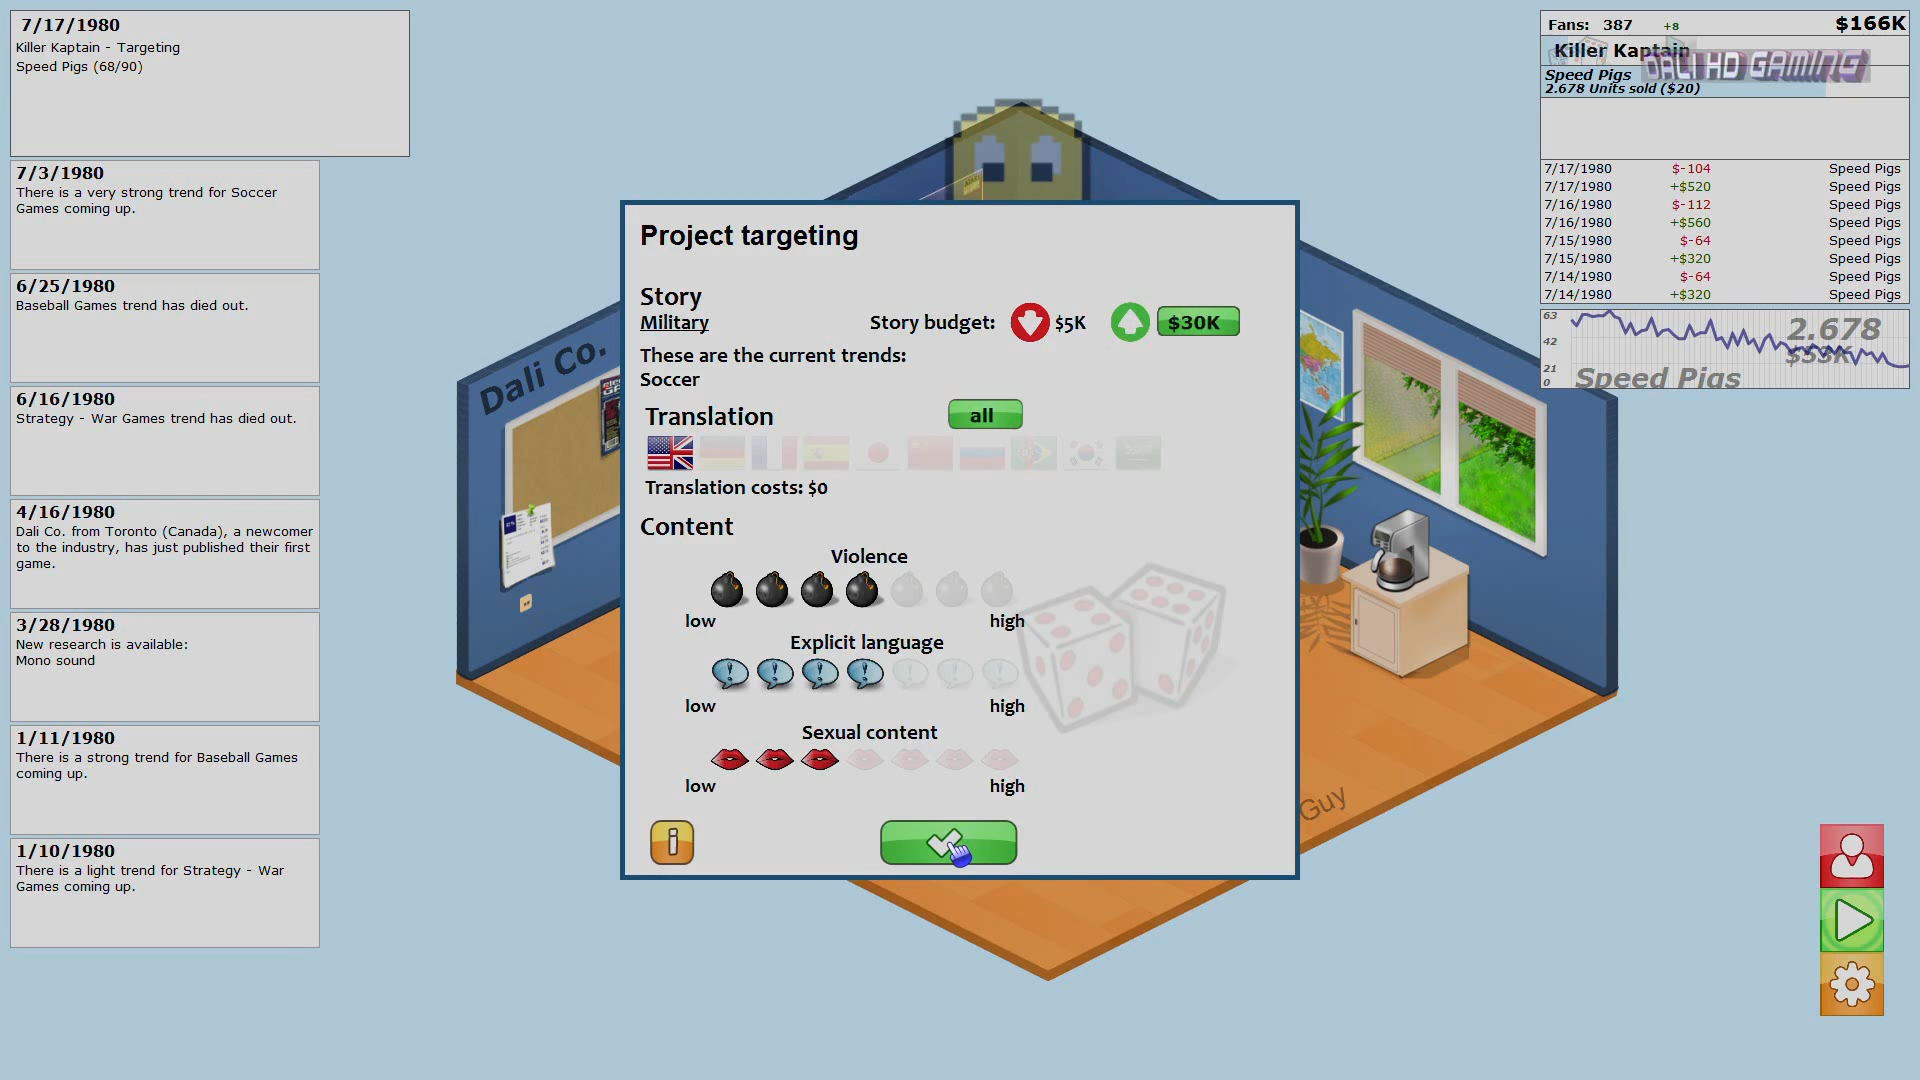 7/17/1980
Killer Kaptain - Targeting
Speed Pigs (68/90)
7/3/1980
There is a very strong trend for Soccer
Games coming up.
6/25/1980
Baseball Games trend has died out.
6/16/1980
Strategy - War Games trend has died out.
4/16/1980
Dali Co. from Toronto (Canada), a newcomer
to the industry, has just published their first
game.
3/28/1980
New research is available:
Mono sound
1/11/1980
There is a strong trend for Baseball Games
coming up.
1/10/1980
There is a light trend for Strategy - War
Games coming up.
Dali Co.
Project targeting
Story
Military
Story budget: $5K $30K
These are the current trends:
Soccer
Translation all
Translation costs: $0
Content
Violence
low high
Explicit language
low high
Sexual content
low high
i
Guy
Fans: 387 +8 $166K
Killer Kaptain
DALI HD GAMING
Speed Pigs
2.678 Units sold ($20)
7/17/1980 $-104 Speed Pigs
7/17/1980 +$520 Speed Pigs
7/16/1980 $-112 Speed Pigs
7/16/1980 +$560 Speed Pigs
7/15/1980 $-64 Speed Pigs
7/15/1980 +$320 Speed Pigs
7/14/1980 $-64 Speed Pigs
7/14/1980 +$320 Speed Pigs
63
42
21
0
2.678
$53K
Speed Pigs